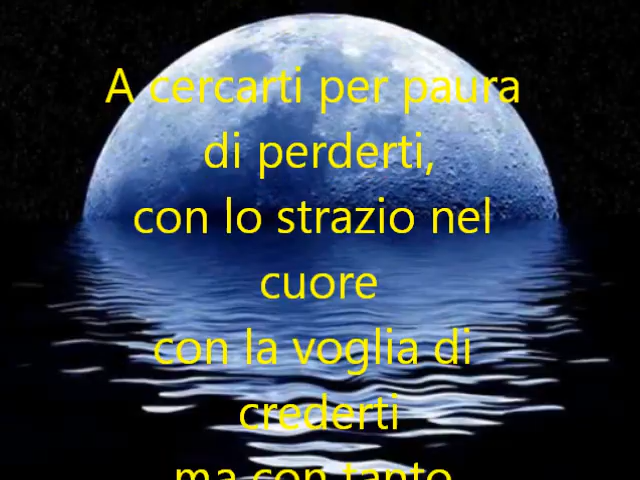 A cercarti per paura
di perderti,
con lo strazio nel
cuore
con la voglia di
crederti
ma con tanto